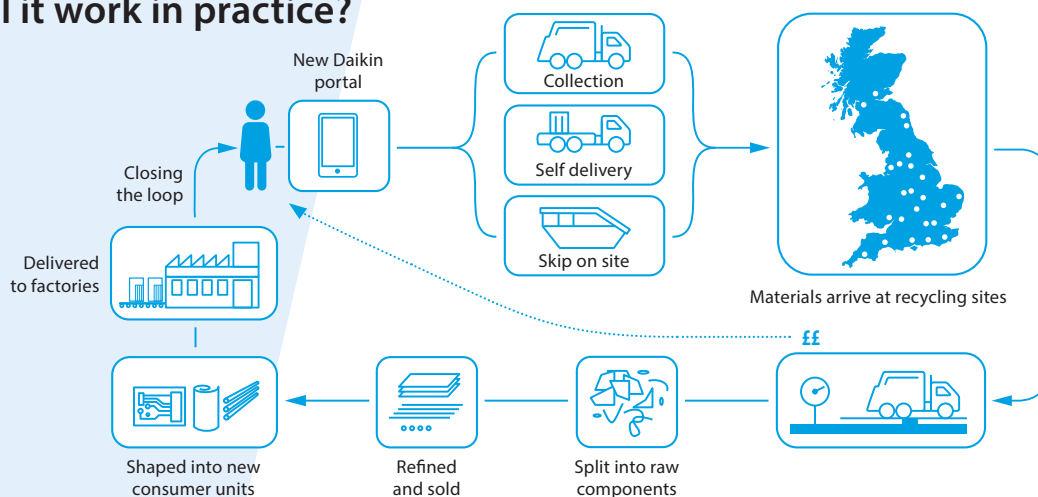 it work in practice?
New Daikin
portal
Collection
Self delivery
Skip on site
Materials arrive at recycling sites
Closing
the loop
Delivered
to factories
££
Shaped into new
consumer units
Refined
and sold
Split into raw
components